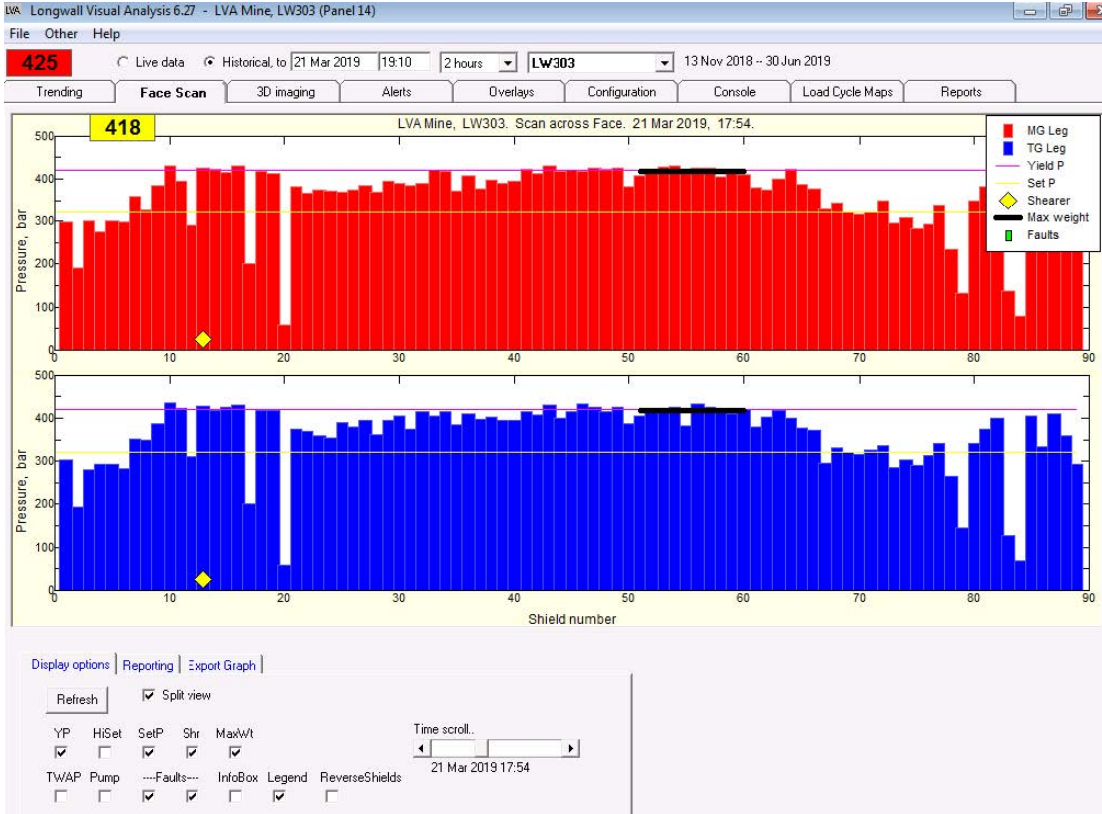 LVA Longwall Visual Analysis 6.27 - LVA Mine, LW303 (Panel 14)
File Other Help
425 Live data Historical, to 21 Mar 2019 19:10 2 hours LW303 13 Nov 2018 -- 30 Jun 2019
Trending Face Scan 3D imaging Alerts Overlays Configuration Console Load Cycle Maps Reports
418 LVA Mine, LW303. Scan across Face. 21 Mar 2019, 17:54.
MG Leg
TG Leg
Yield P
Set P
Shearer
Max weight
Faults
Pressure, bar
500
400
300
200
100
0
0 10 20 30 40 50 60 70 80 90
Pressure, bar
500
400
300
200
100
0
0 10 20 30 40 50 60 70 80 90
Shield number
Display options Reporting Export Graph
Refresh Split view
YP HiSet SetP Shr MaxWt Time scroll..
21 Mar 2019 17:54
TWAP Pump ----Faults--- InfoBox Legend ReverseShields